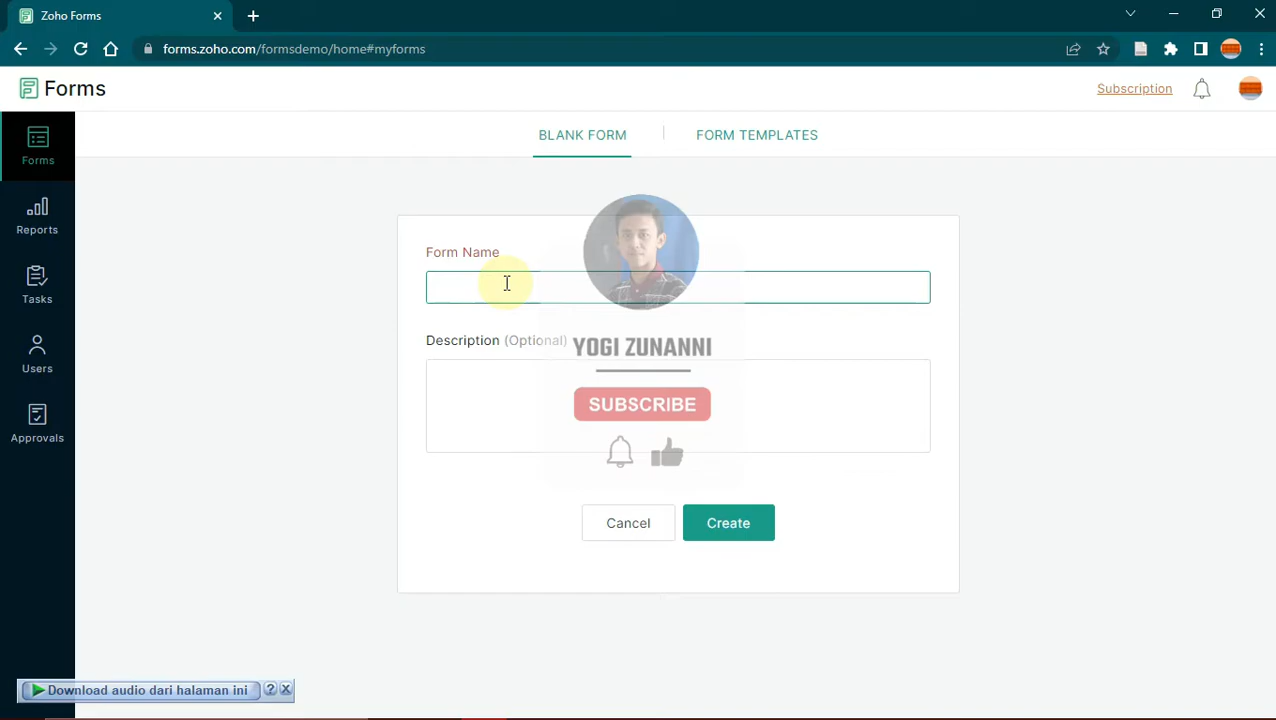 Zoho Forms
forms.zoho.com/formsdemo/home#myforms
Forms
Subscription
BLANK FORM
FORM TEMPLATES
Forms
Reports
Tasks
Users
Approvals
Form Name
Description (Optional)
YOGI ZUNANNI
SUBSCRIBE
Cancel
Create
Download audio dari halaman ini
?